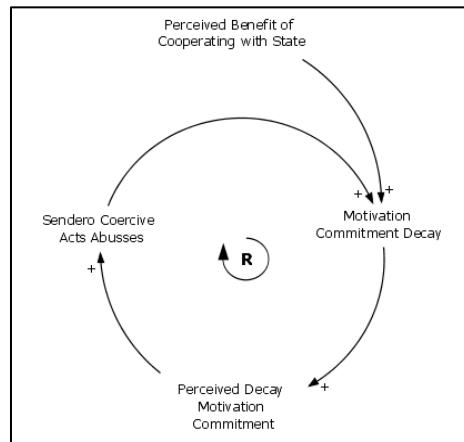 Perceived Benefit of
Cooperating with State
+
+
Sendero Coercive
Acts Abusses
Motivation
Commitment Decay
+
R
+
Perceived Decay
Motivation
Commitment